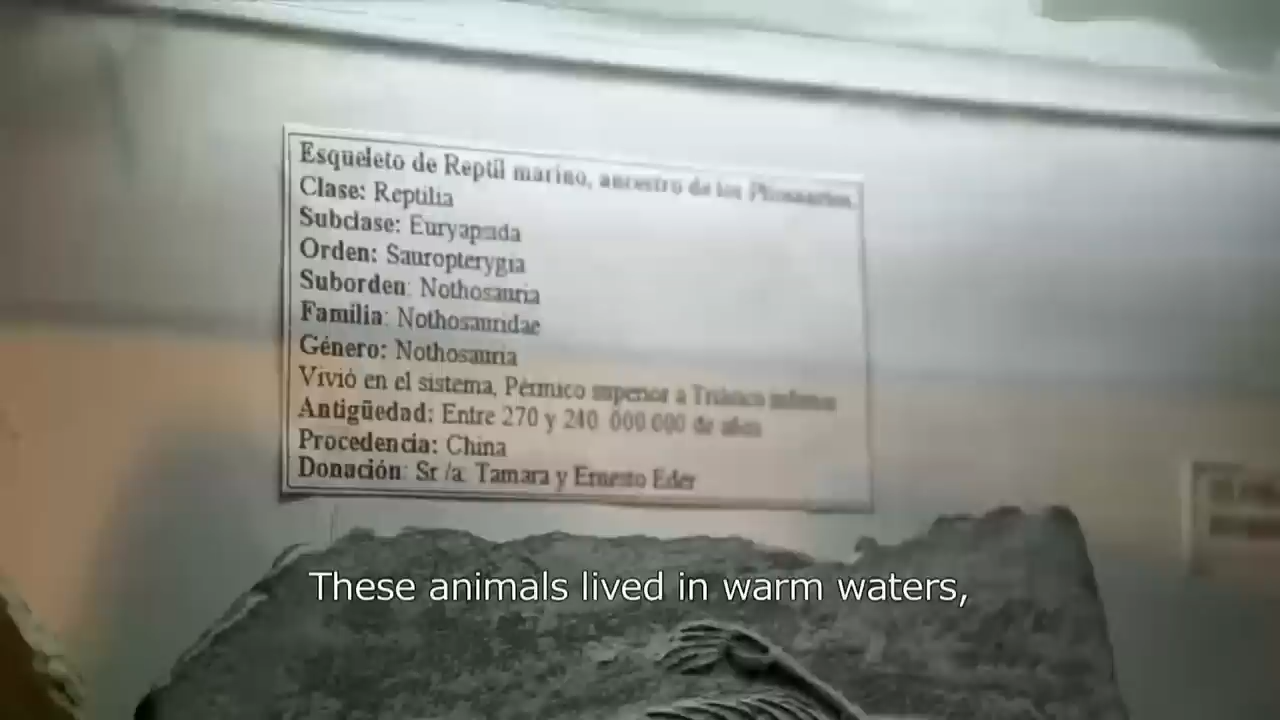 Esqueleto de Reptil marino, ancestro de los
Clase: Reptilia
Subclase: Euryapsida
Orden: Sauropterygia
Suborden: Nothosauria
Familia: Nothosauridae
Género: Nothosauria
Vivió en el sistema, Pérmico superior a Triásico
Antigüedad: Entre 270 y 240 000.000 de años
Procedencia: China
Donación: Sr /a: Tamara y Ernesto Eder
These animals lived in warm waters,